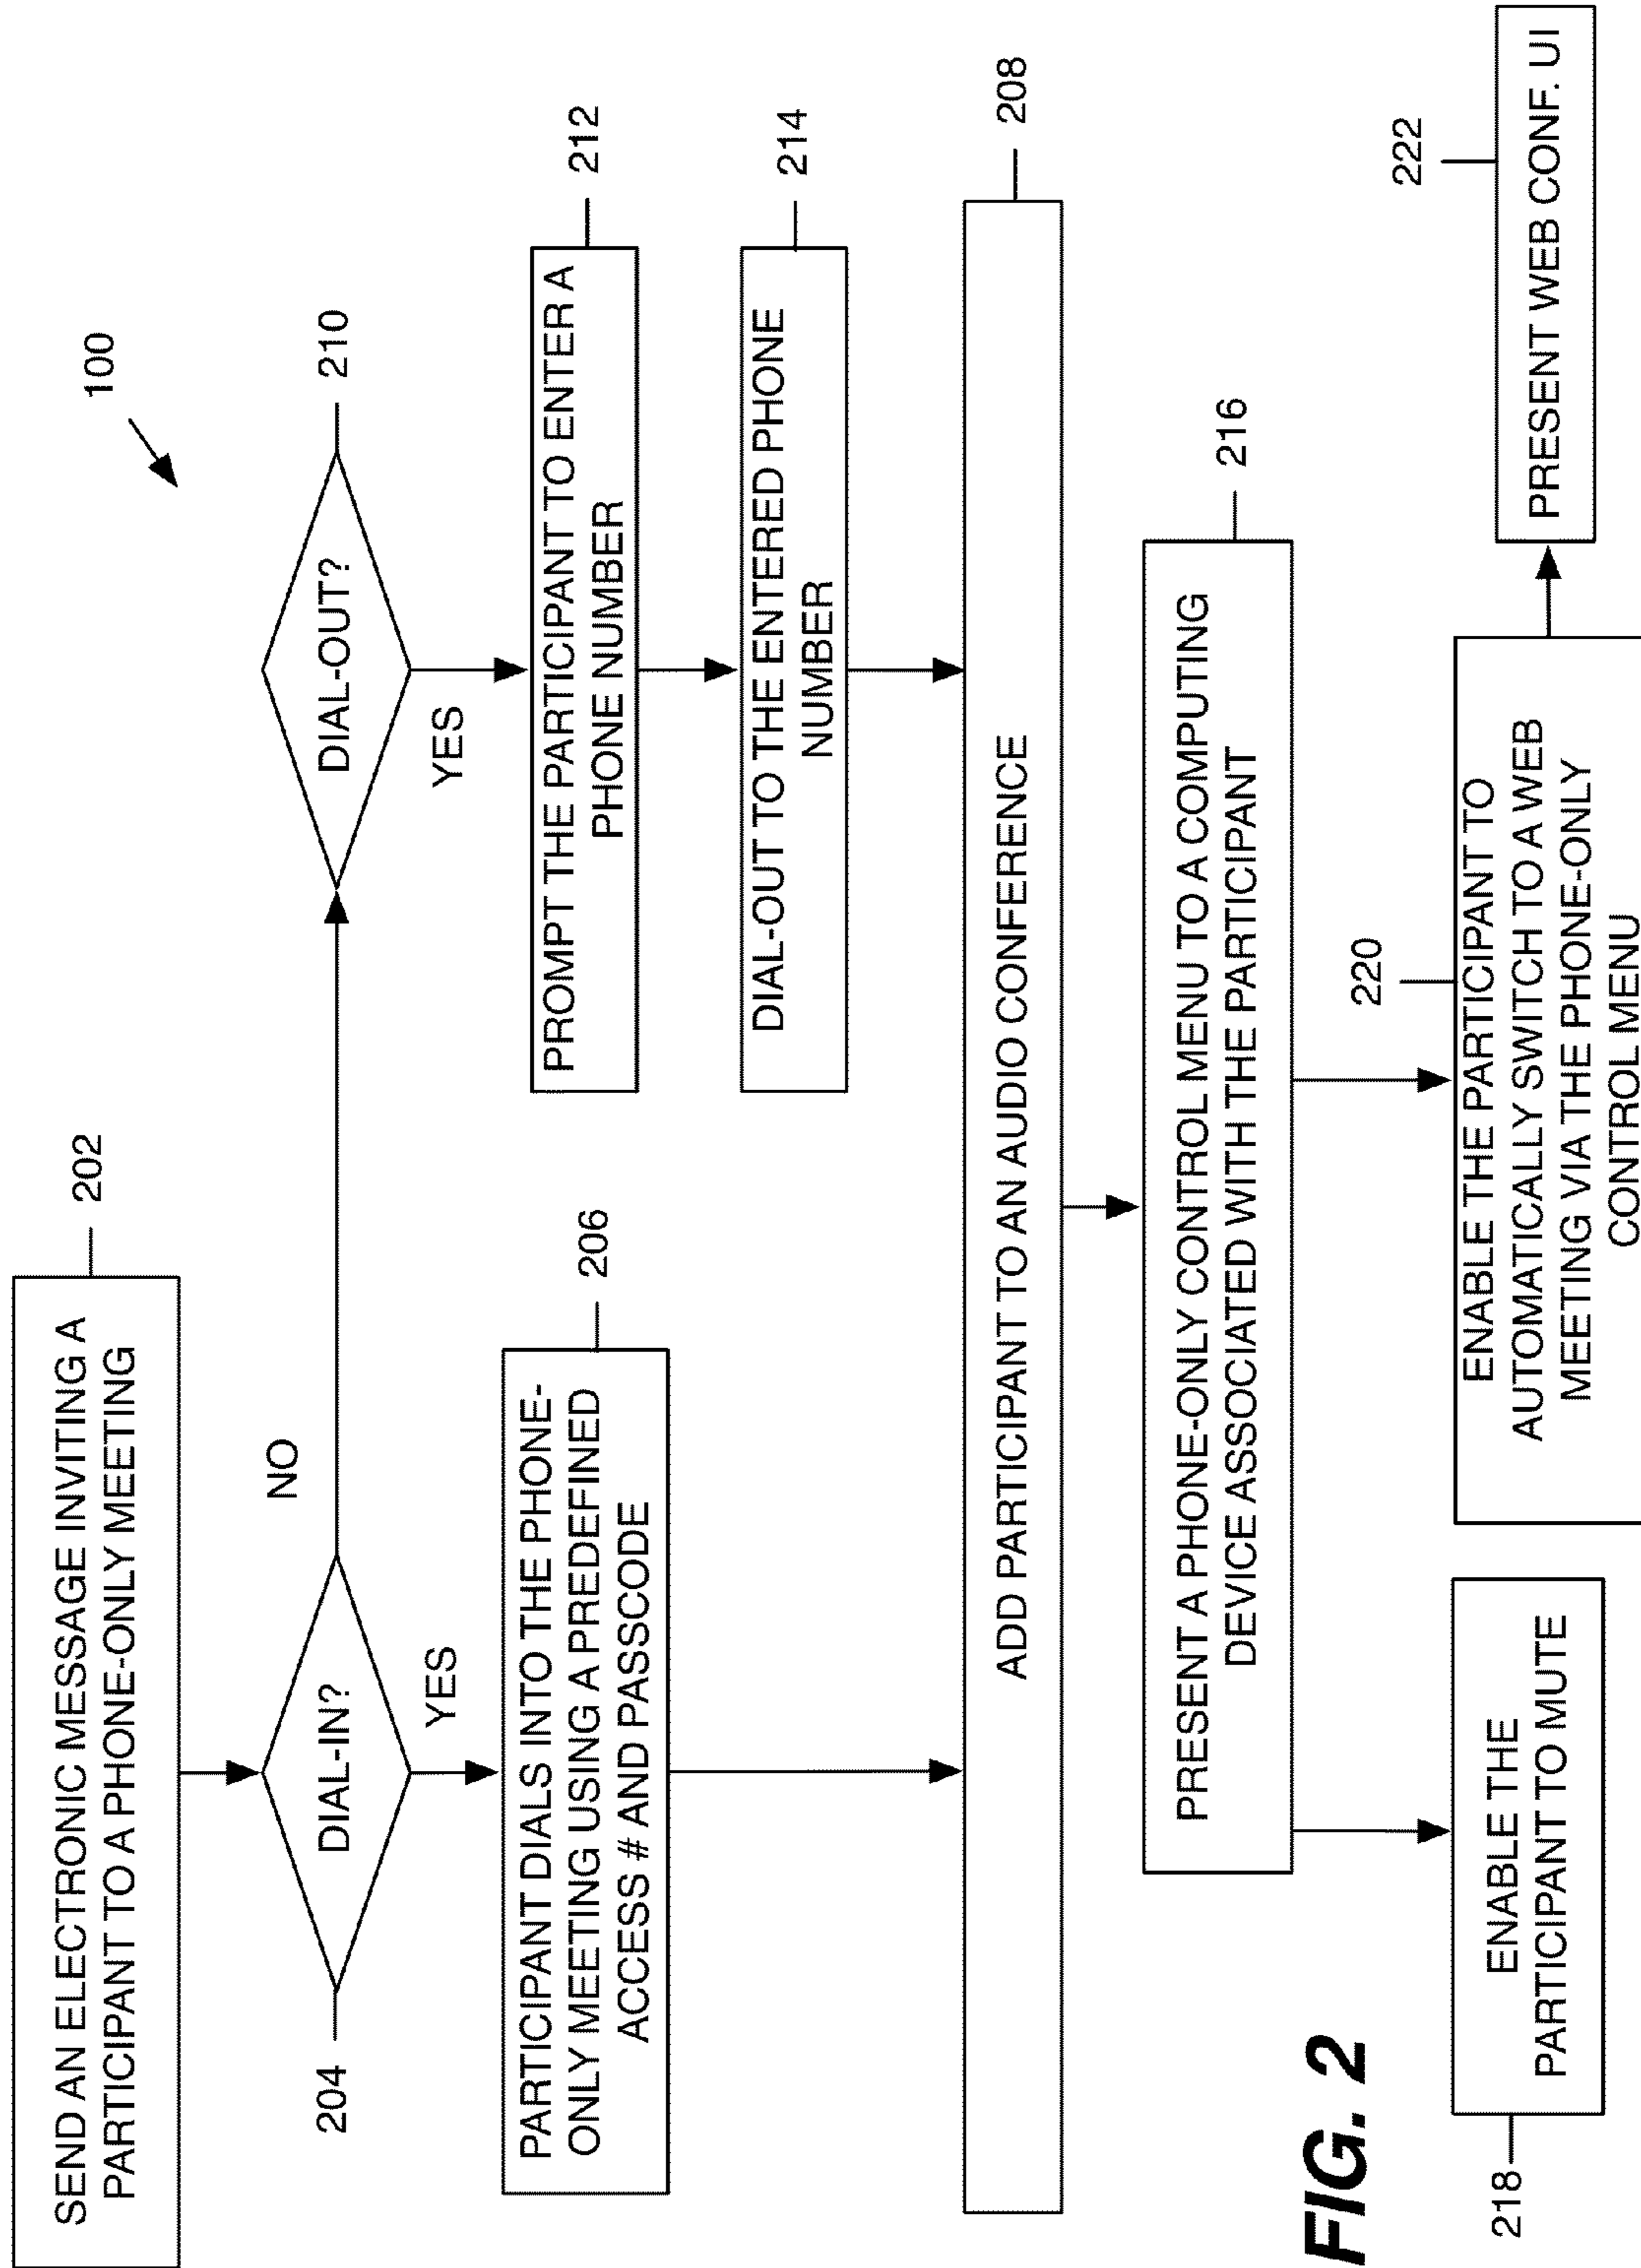 100
SEND AN ELECTRONIC MESSAGE INVITING A
PARTICIPANT TO A PHONE-ONLY MEETING
202
204
DIAL-IN?
NO
DIAL-OUT?
210
YES
YES
PARTICIPANT DIALS INTO THE PHONE-
ONLY MEETING USING A PREDEFINED
ACCESS # AND PASSCODE
206
PROMPT THE PARTICIPANT TO ENTER A
PHONE NUMBER
212
DIAL-OUT TO THE ENTERED PHONE
NUMBER
214
ADD PARTICIPANT TO AN AUDIO CONFERENCE
208
PRESENT A PHONE-ONLY CONTROL MENU TO A COMPUTING
DEVICE ASSOCIATED WITH THE PARTICIPANT
216
FIG. 2
218
ENABLE THE
PARTICIPANT TO MUTE
220
ENABLE THE PARTICIPANT TO
AUTOMATICALLY SWITCH TO A WEB
MEETING VIA THE PHONE-ONLY
CONTROL MENU
222
PRESENT WEB CONF. UI